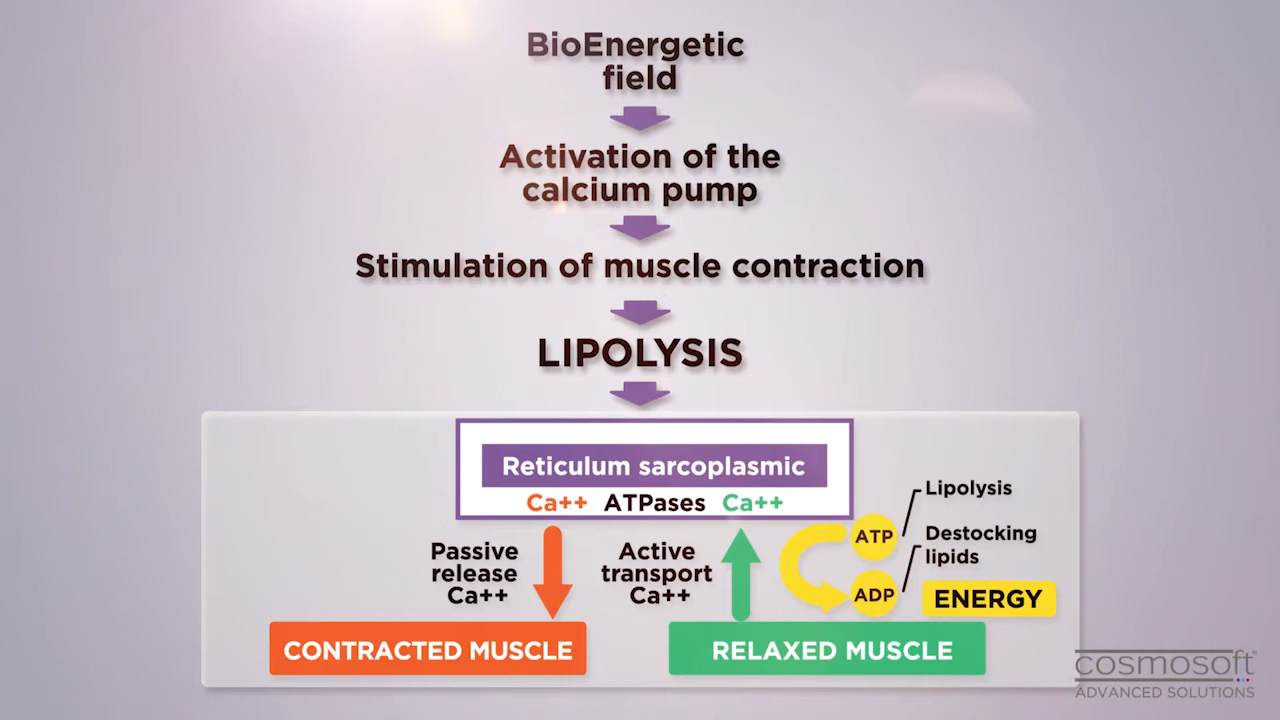 BioEnergetic
field
Activation of the
calcium pump
Stimulation of muscle contraction
LIPOLYSIS
Reticulum sarcoplasmic
Ca++ ATPases Ca++
Passive
release
Ca++
Active
transport
Ca++
ATP
ADP
Lipolysis
Destocking
lipids
ENERGY
CONTRACTED MUSCLE
RELAXED MUSCLE
cosmosoft®
ADVANCED SOLUTIONS